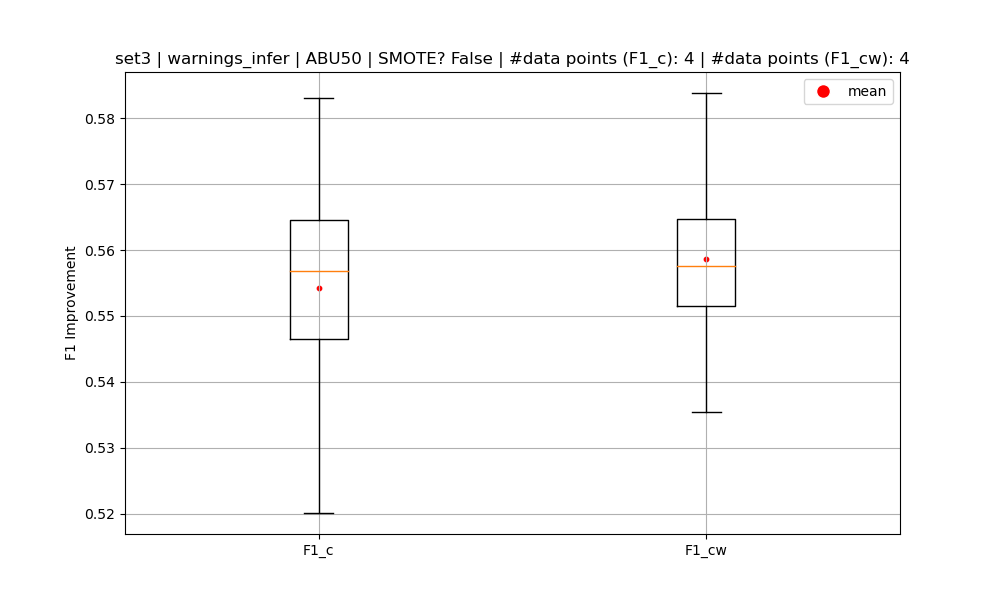 set3 | warnings_infer | ABU50 | SMOTE? False | #data points (F1_c): 4 | #data points (F1_cw): 4
mean
0.58
0.57
0.56
0.55
0.54
0.53
0.52
F1 Improvement
F1_c
F1_cw